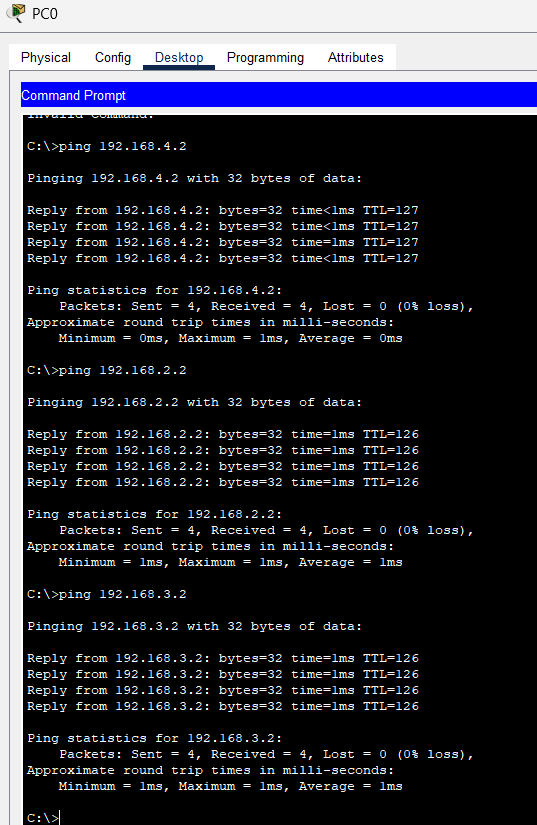 PC0
Physical Config Desktop Programming Attributes
Command Prompt
Invalid Command.
C:\>ping 192.168.4.2
Pinging 192.168.4.2 with 32 bytes of data:
Reply from 192.168.4.2: bytes=32 time<1ms TTL=127
Reply from 192.168.4.2: bytes=32 time<1ms TTL=127
Reply from 192.168.4.2: bytes=32 time=1ms TTL=127
Reply from 192.168.4.2: bytes=32 time<1ms TTL=127
Ping statistics for 192.168.4.2:
Packets: Sent = 4, Received = 4, Lost = 0 (0% loss),
Approximate round trip times in milli-seconds:
Minimum = 0ms, Maximum = 1ms, Average = 0ms
C:\>ping 192.168.2.2
Pinging 192.168.2.2 with 32 bytes of data:
Reply from 192.168.2.2: bytes=32 time=1ms TTL=126
Reply from 192.168.2.2: bytes=32 time=1ms TTL=126
Reply from 192.168.2.2: bytes=32 time=1ms TTL=126
Reply from 192.168.2.2: bytes=32 time=1ms TTL=126
Ping statistics for 192.168.2.2:
Packets: Sent = 4, Received = 4, Lost = 0 (0% loss),
Approximate round trip times in milli-seconds:
Minimum = 1ms, Maximum = 1ms, Average = 1ms
C:\>ping 192.168.3.2
Pinging 192.168.3.2 with 32 bytes of data:
Reply from 192.168.3.2: bytes=32 time=1ms TTL=126
Reply from 192.168.3.2: bytes=32 time=1ms TTL=126
Reply from 192.168.3.2: bytes=32 time=1ms TTL=126
Reply from 192.168.3.2: bytes=32 time=1ms TTL=126
Ping statistics for 192.168.3.2:
Packets: Sent = 4, Received = 4, Lost = 0 (0% loss),
Approximate round trip times in milli-seconds:
Minimum = 1ms, Maximum = 1ms, Average = 1ms
C:\>